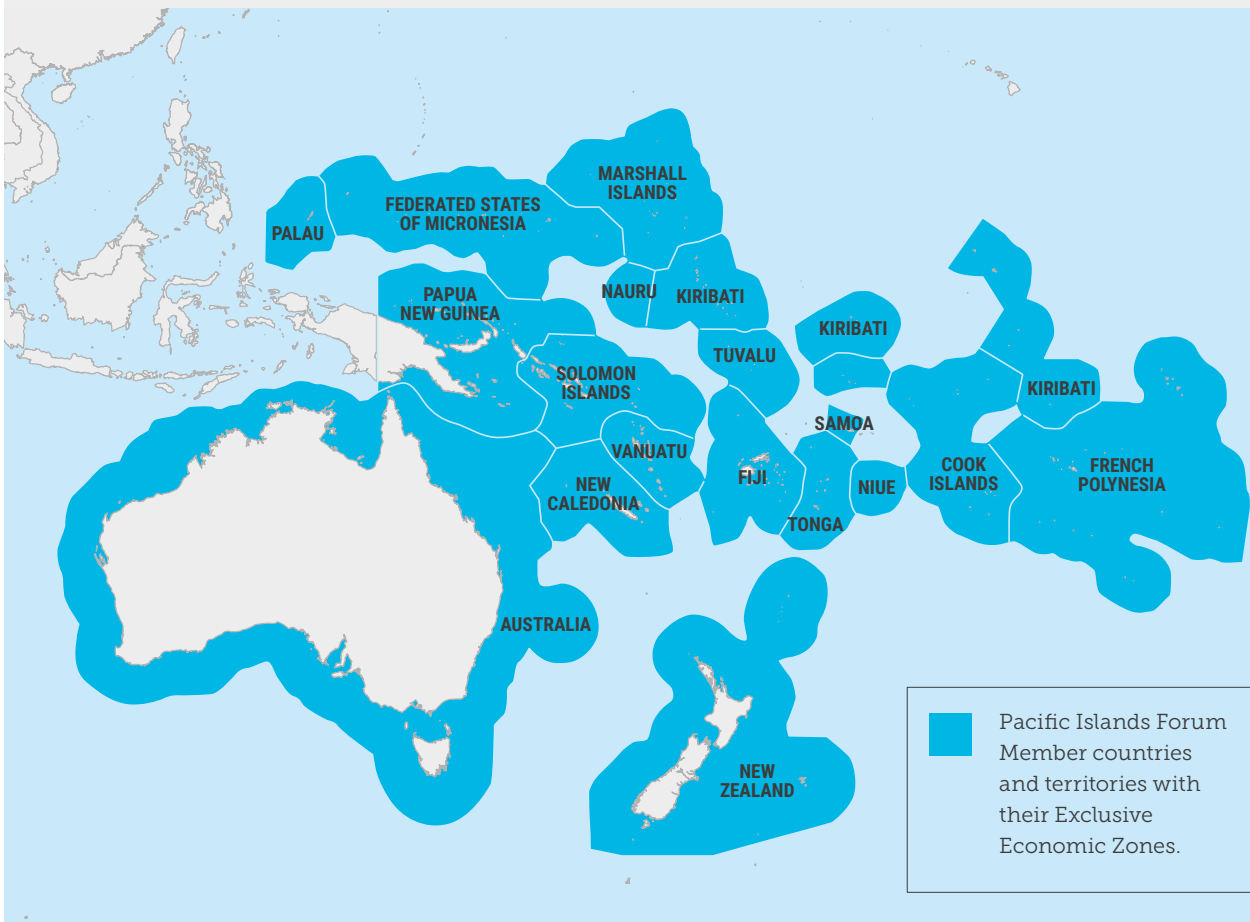 MARSHALL
ISLANDS
FEDERATED STATES
OF MICRONESIA
PALAU
NAURU
KIRIBATI
PAPUA
NEW GUINEA
KIRIBATI
TUVALU
SOLOMON
ISLANDS
KIRIBATI
SAMOA
VANUATU
FIJI
NIUE
COOK
ISLANDS
FRENCH
POLYNESIA
NEW
CALEDONIA
TONGA
AUSTRALIA
NEW
ZEALAND
Pacific Islands Forum
Member countries
and territories with
their Exclusive
Economic Zones.